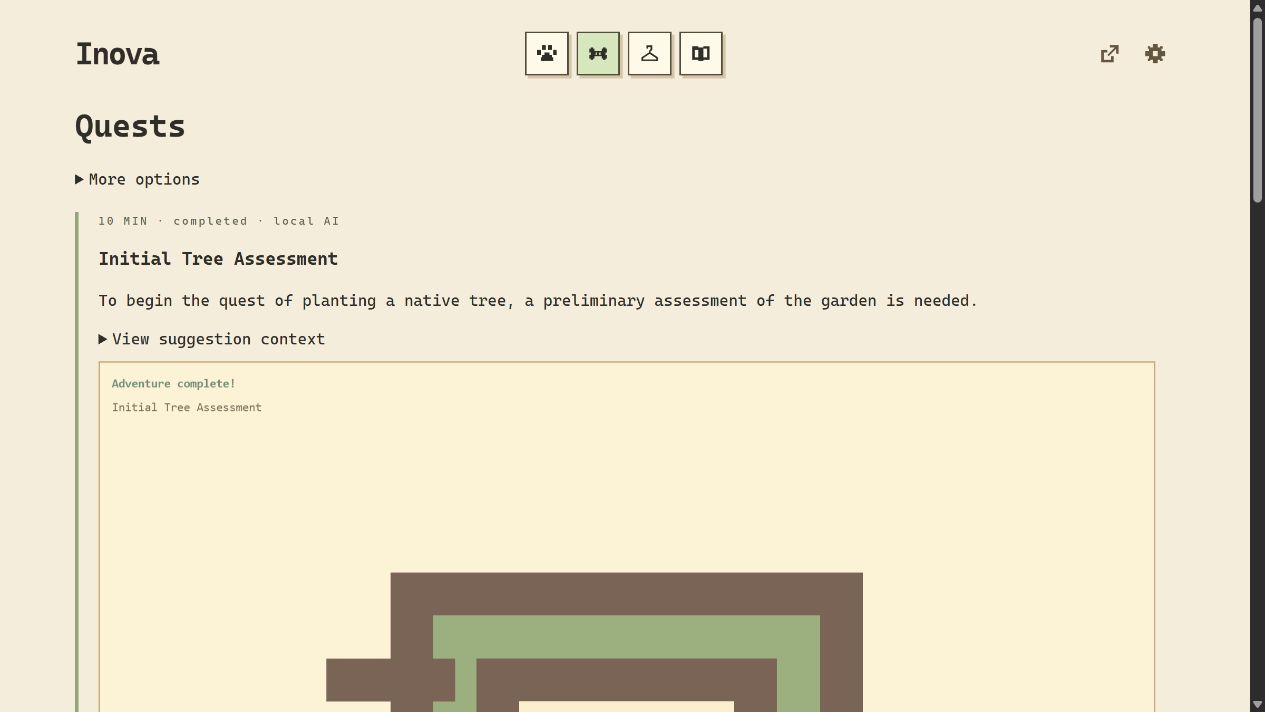 Inova
Quests
More options
10 MIN · completed · local AI
Initial Tree Assessment
To begin the quest of planting a native tree, a preliminary assessment of the garden is needed.
View suggestion context
Adventure complete!
Initial Tree Assessment